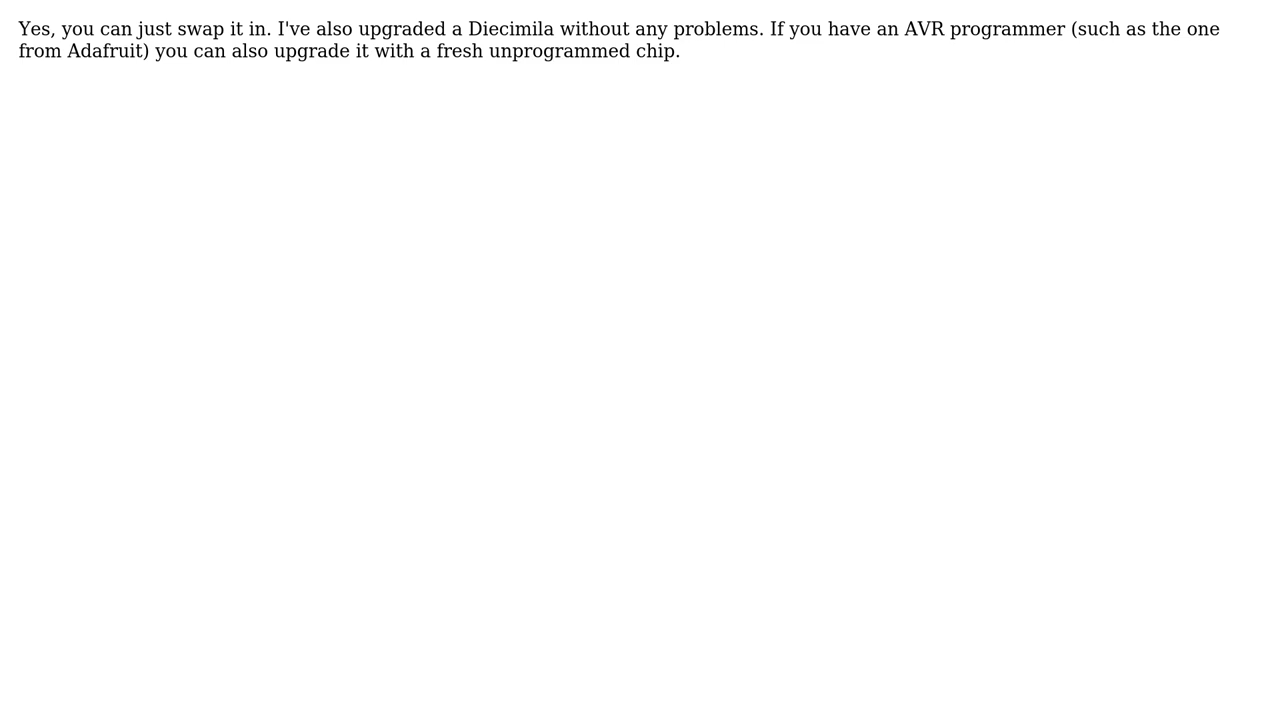 Yes, you can just swap it in. I've also upgraded a Diecimila without any problems. If you have an AVR programmer (such as the one
from Adafruit) you can also upgrade it with a fresh unprogrammed chip.